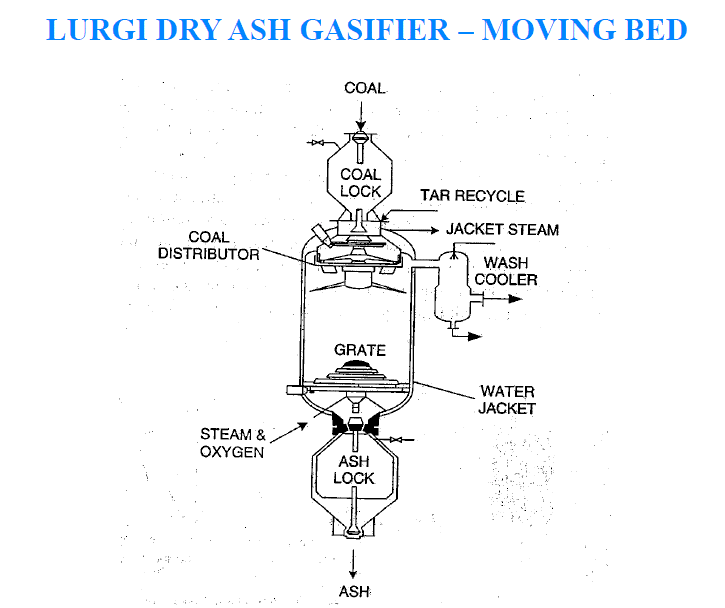 LURGI DRY ASH GASIFIER – MOVING BED
COAL
COAL
LOCK
TAR RECYCLE
JACKET STEAM
COAL
DISTRIBUTOR
WASH
COOLER
GRATE
WATER
JACKET
STEAM &
OXYGEN
ASH
LOCK
ASH